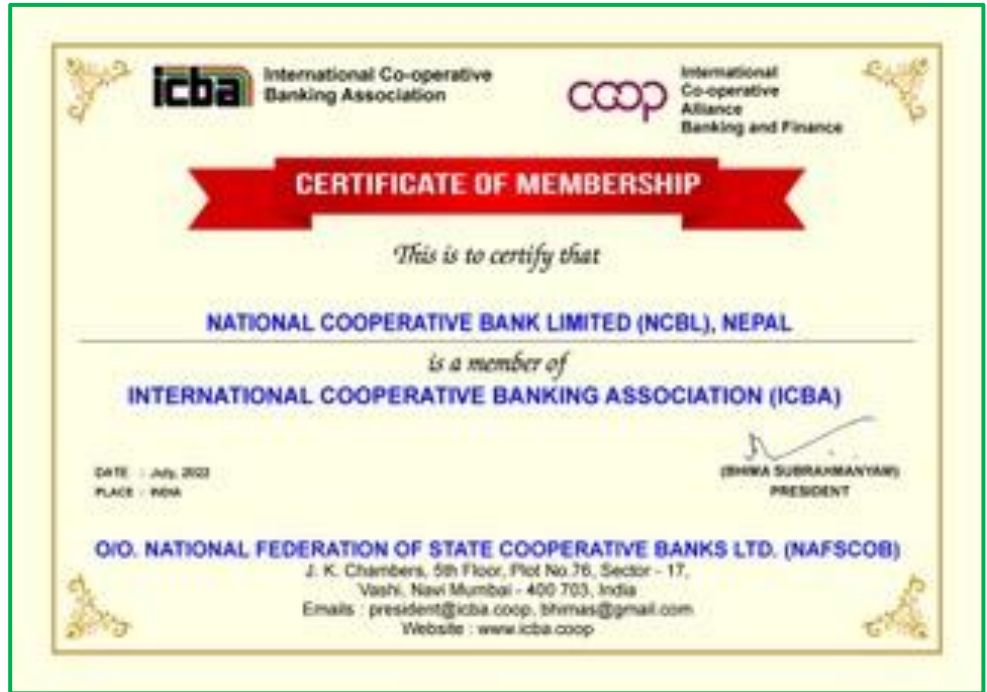 icba
International Co-operative
Banking Association
coop
International
Co-operative
Alliance
Banking and Finance
CERTIFICATE OF MEMBERSHIP
This is to certify that
NATIONAL COOPERATIVE BANK LIMITED (NCBL), NEPAL
is a member of
INTERNATIONAL COOPERATIVE BANKING ASSOCIATION (ICBA)
DATE : July, 2022
PLACE : INDIA
(BHIMA SUBRAHMANYAM)
PRESIDENT
O/O. NATIONAL FEDERATION OF STATE COOPERATIVE BANKS LTD. (NAFSCOB)
J. K. Chambers, 5th Floor, Plot No.76, Sector - 17,
Vashi, Navi Mumbai - 400 703, India
Emails : president@icba.coop, bhimas@gmail.com
Website : www.icba.coop